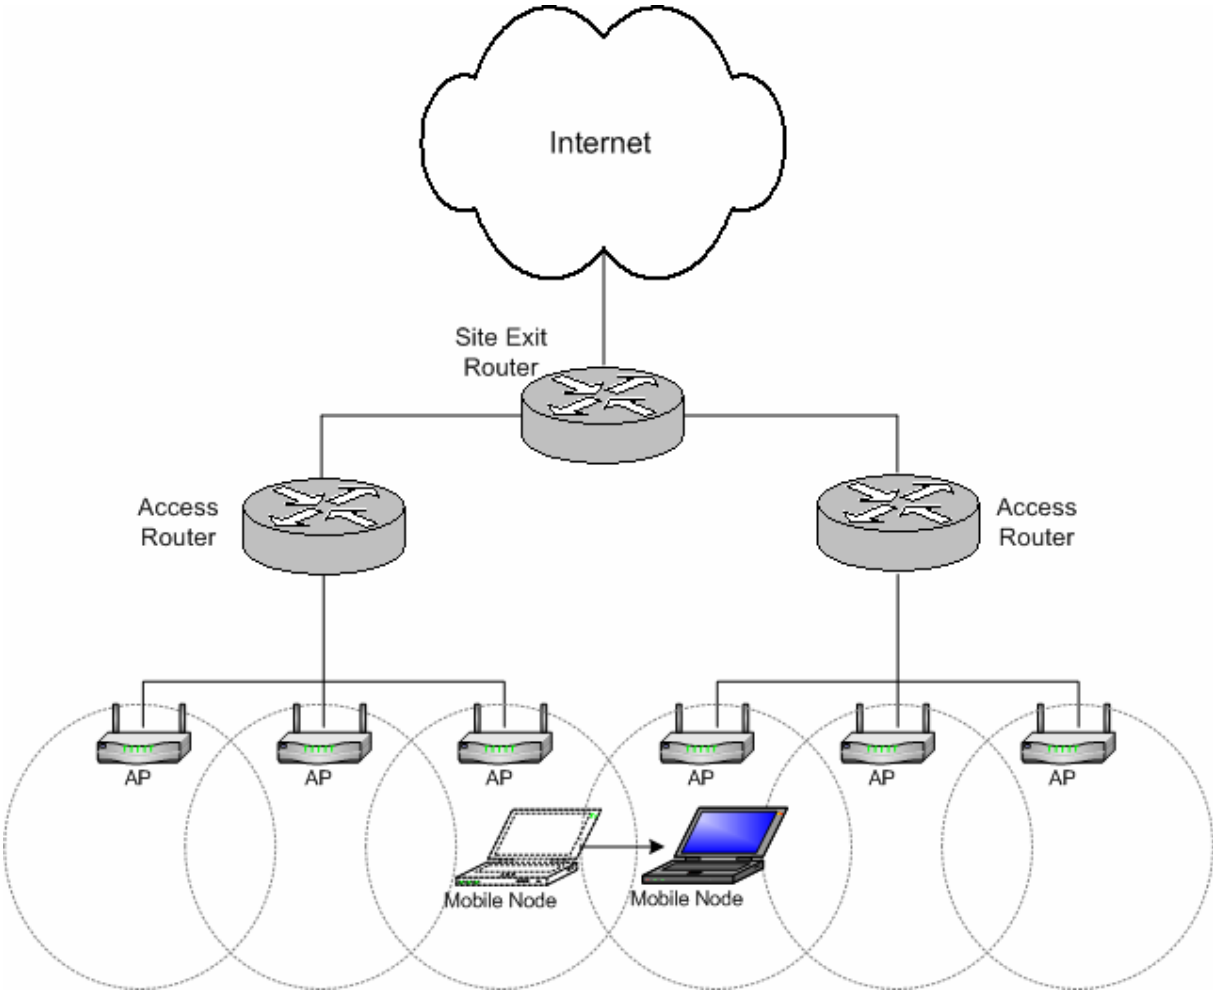 Internet
Site Exit
Router
Access
Router
Access
Router
AP
AP
AP
AP
AP
AP
Mobile Node
Mobile Node